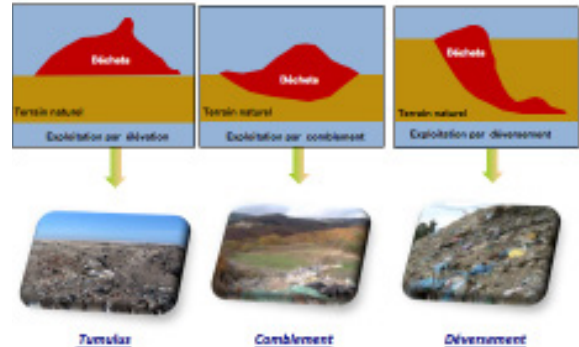 Déchets
Terrain naturel
Exploitation par élévation
Déchets
Terrain naturel
Exploitation par comblement
Déchets
Terrain naturel
Exploitation par déversement
Tumulus
Comblement
Déversement